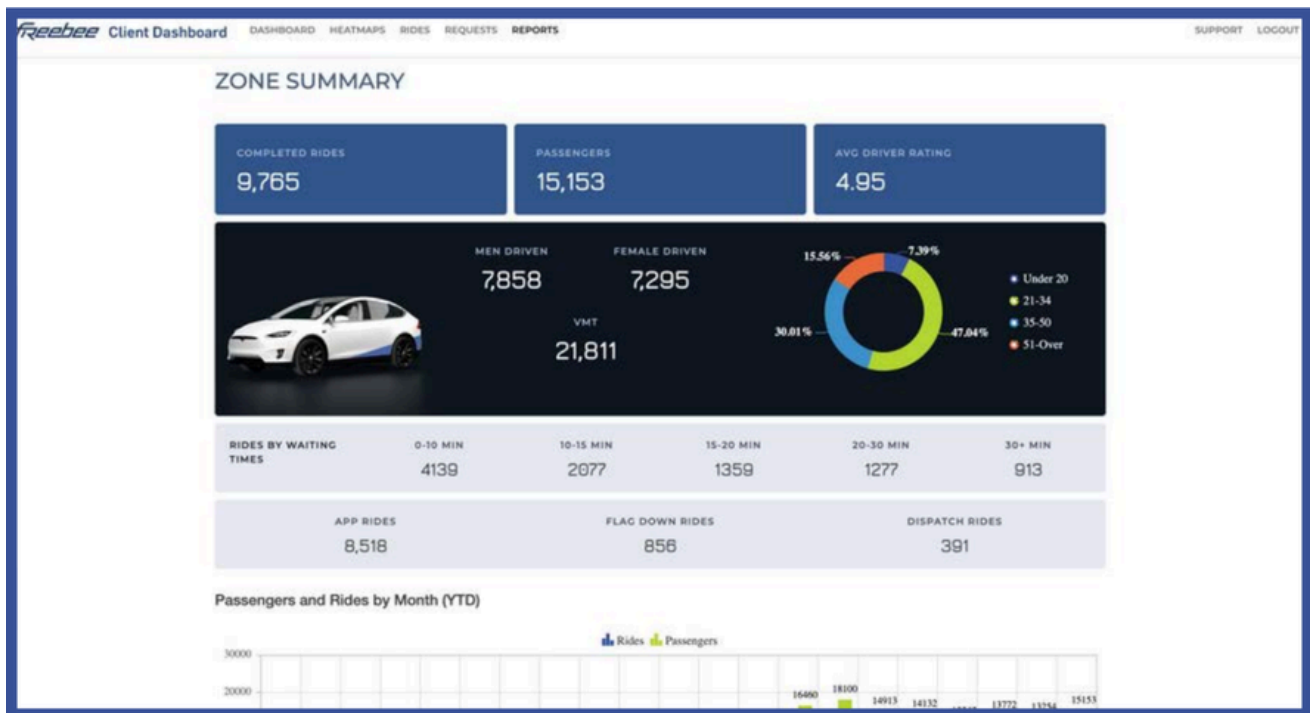 freebee Client Dashboard DASHBOARD HEATMAPS RIDES REQUESTS REPORTS SUPPORT LOGOUT
ZONE SUMMARY
COMPLETED RIDES PASSENGERS AVG DRIVER RATING
9,765 15,153 4.95
MEN DRIVEN FEMALE DRIVEN
7,858 7,295
VMT
21,811
15.56% 7.39%
30.01% 47.04%
Under 20
21-34
35-50
51-Over
RIDES BY WAITING TIMES 0-10 MIN 10-15 MIN 15-20 MIN 20-30 MIN 30+ MIN
4139 2077 1359 1277 913
APP RIDES FLAG DOWN RIDES DISPATCH RIDES
8,518 856 391
Passengers and Rides by Month (YTD)
Rides Passengers
30000
20000
16460 18100 14913 14132 13772 13254 15153